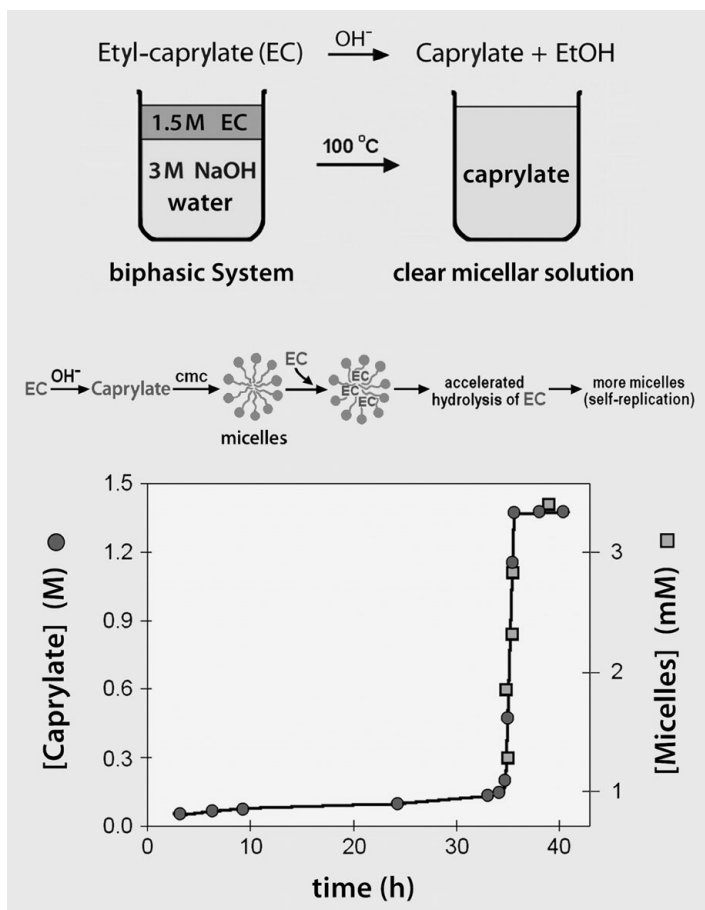 Etyl-caprylate (EC) OH⁻ Caprylate + EtOH
1.5 M EC
3 M NaOH
water
100 °C
caprylate
biphasic System
clear micellar solution
EC OH⁻ Caprylate cmc EC
micelles
EC
EC
EC
accelerated
hydrolysis of EC
more micelles
(self-replication)
[Caprylate] (M)
1.5
1.2
0.9
0.6
0.3
0.0
0 10 20 30 40
time (h)
3
2
1
[Micelles] (mM)